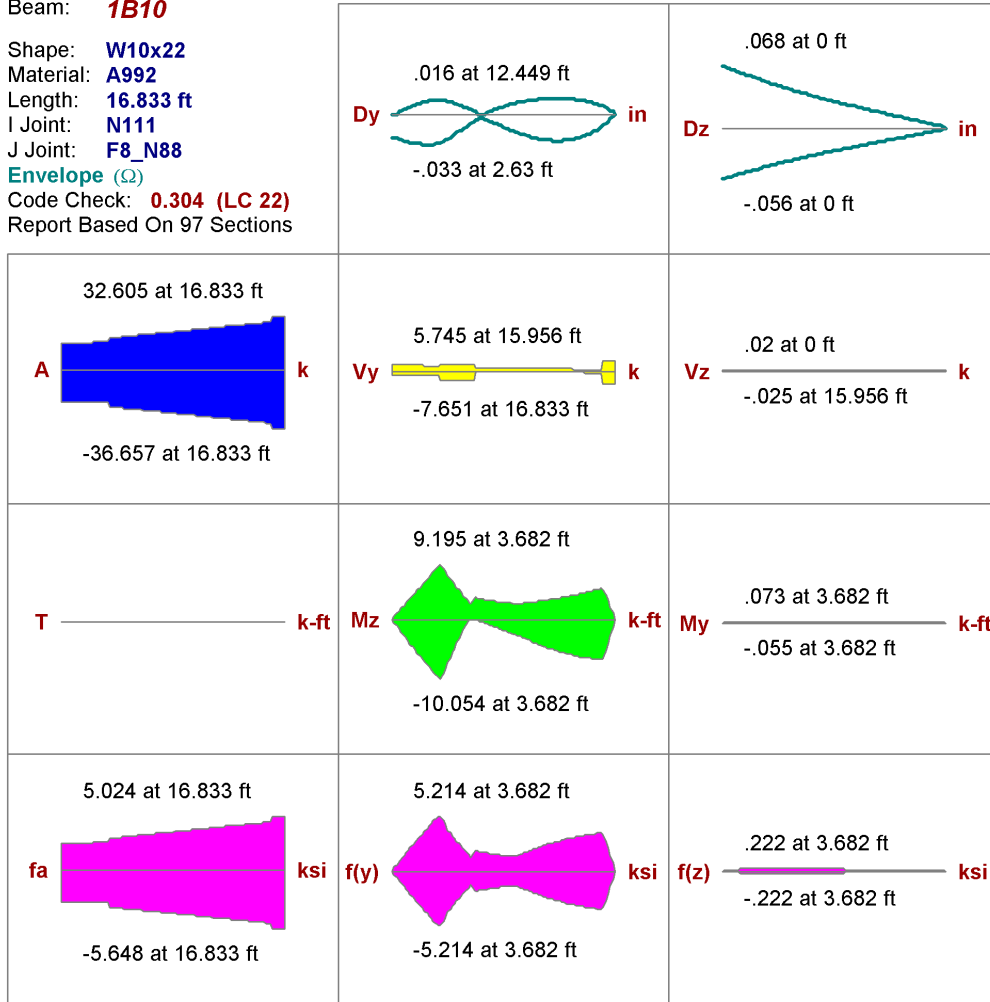 Beam: 1B10
Shape: W10x22
Material: A992
Length: 16.833 ft
I Joint: N111
J Joint: F8_N88
Envelope (Ω)
Code Check: 0.304 (LC 22)
Report Based On 97 Sections
.016 at 12.449 ft
Dy in
-.033 at 2.63 ft
.068 at 0 ft
Dz in
-.056 at 0 ft
32.605 at 16.833 ft
A k
-36.657 at 16.833 ft
5.745 at 15.956 ft
Vy k
-7.651 at 16.833 ft
.02 at 0 ft
Vz k
-.025 at 15.956 ft
T k-ft
9.195 at 3.682 ft
Mz k-ft
-10.054 at 3.682 ft
.073 at 3.682 ft
My k-ft
-.055 at 3.682 ft
5.024 at 16.833 ft
fa ksi
-5.648 at 16.833 ft
5.214 at 3.682 ft
f(y) ksi
-5.214 at 3.682 ft
.222 at 3.682 ft
f(z) ksi
-.222 at 3.682 ft